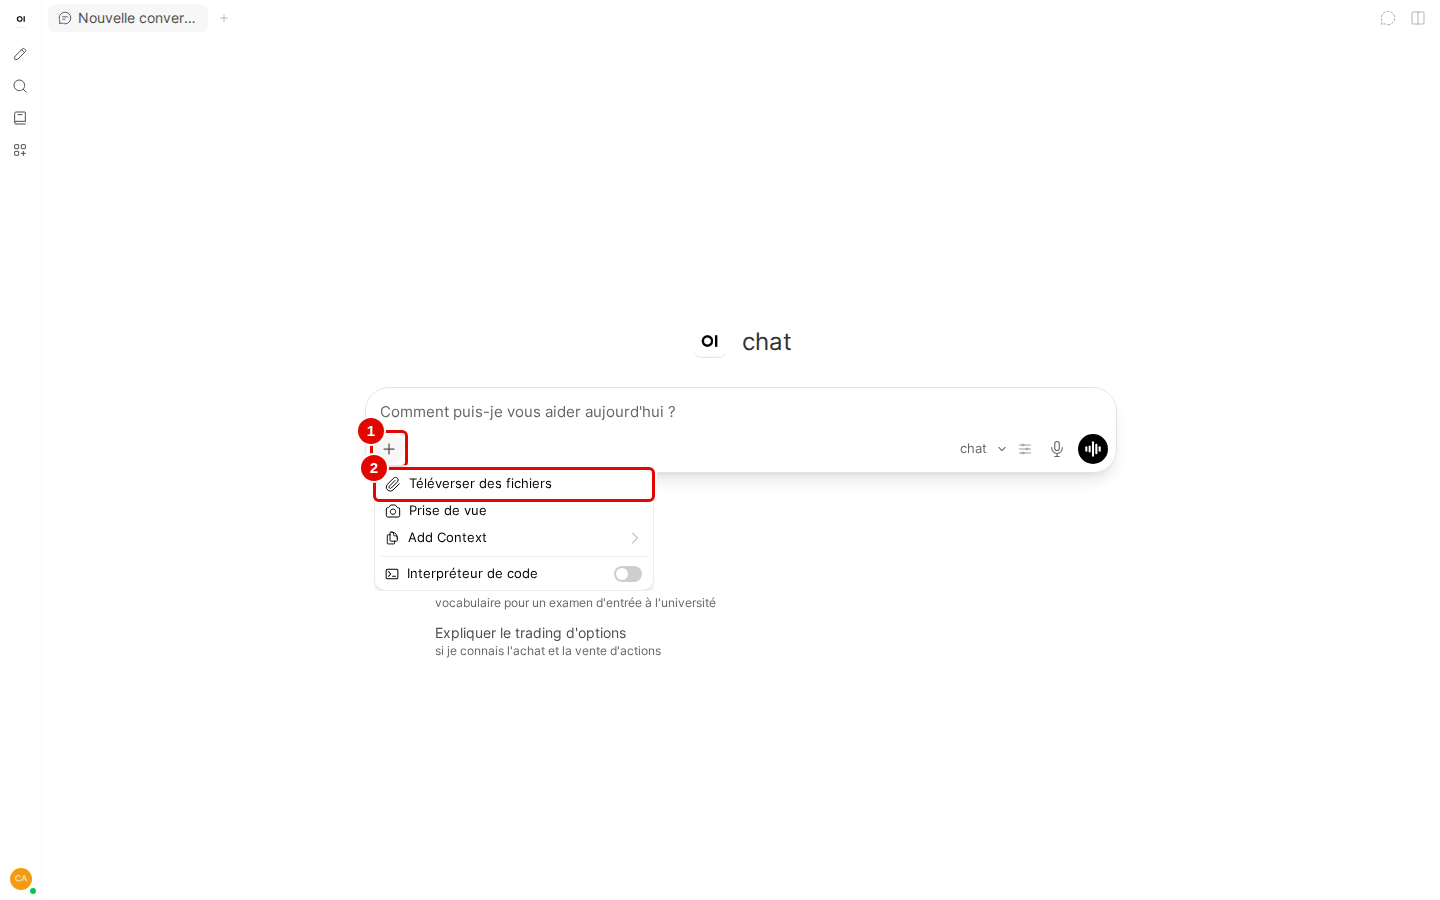 OI
Nouvelle conver...
OI chat
Comment puis-je vous aider aujourd'hui ?
1
chat
2
Téléverser des fichiers
Prise de vue
Add Context
Interpréteur de code
vocabulaire pour un examen d'entrée à l'université
Expliquer le trading d'options
si je connais l'achat et la vente d'actions
CA